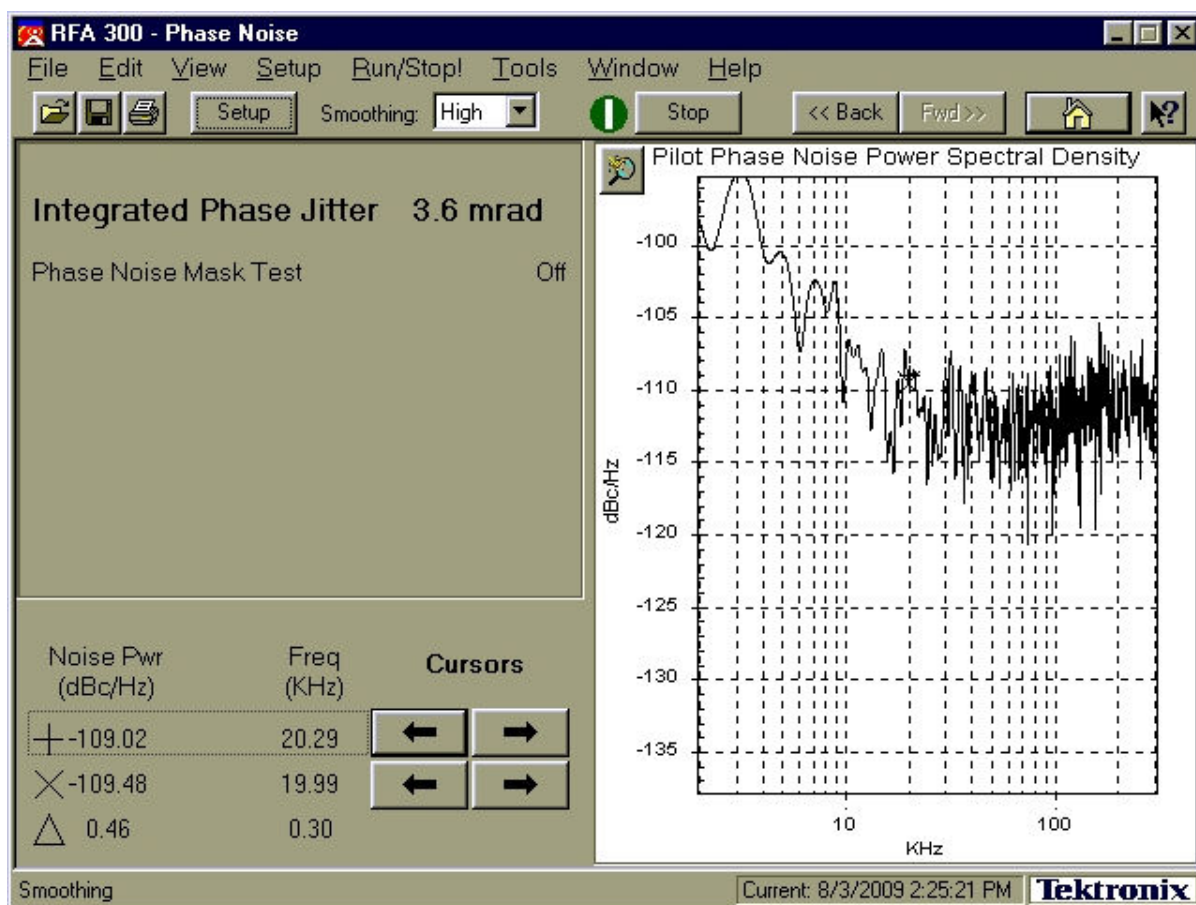 RFA 300 - Phase Noise
File Edit View Setup Run/Stop! Tools Window Help
Setup Smoothing: High Stop << Back Fwd >>
Integrated Phase Jitter 3.6 mrad
Phase Noise Mask Test Off
Pilot Phase Noise Power Spectral Density
-100
-105
-110
-115
-120
-125
-130
-135
dBc/Hz
10 100
KHz
Noise Pwr Freq Cursors
(dBc/Hz) (KHz)
-109.02 20.29
-109.48 19.99
0.46 0.30
Smoothing Current: 8/3/2009 2:25:21 PM Tektronix